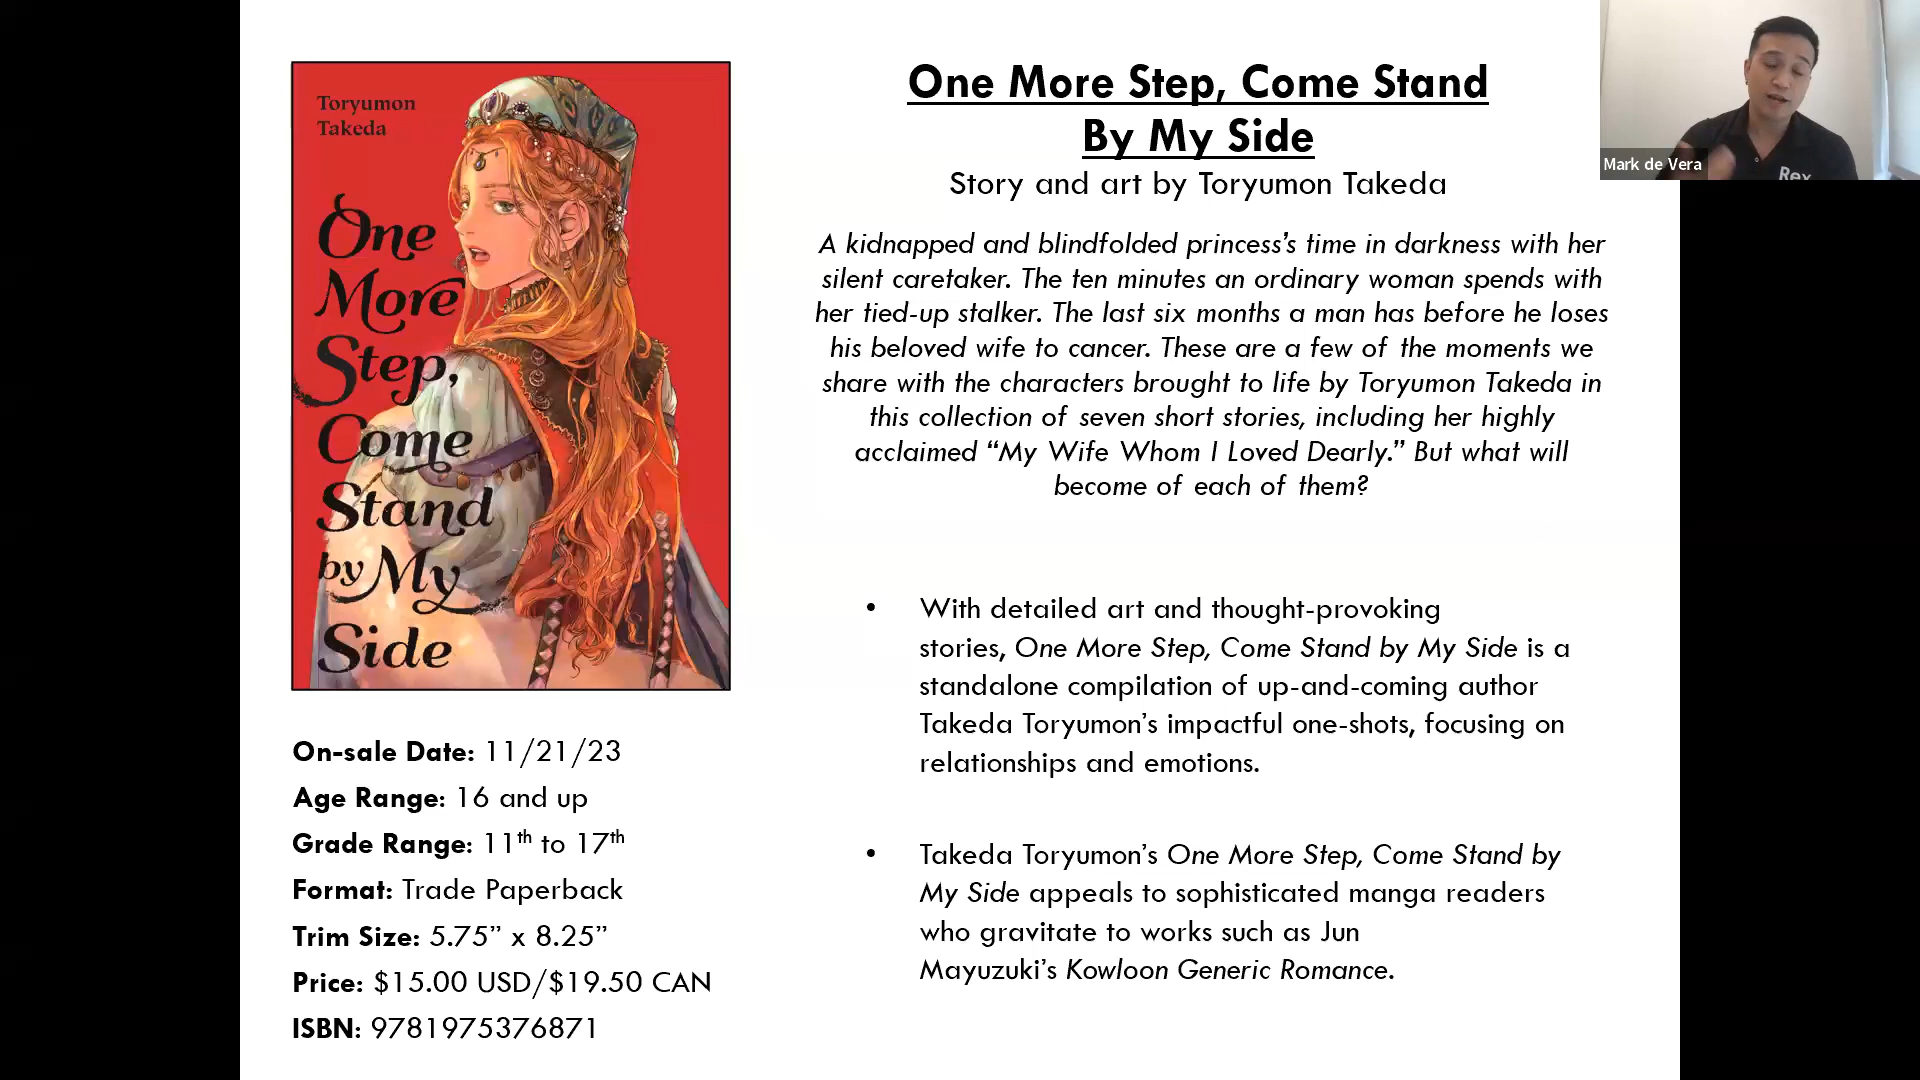 Toryumon
Takeda
One
More
Step,
Come
Stand
by My
Side
On-sale Date: 11/21/23
Age Range: 16 and up
Grade Range: 11th to 17th
Format: Trade Paperback
Trim Size: 5.75” x 8.25”
Price: $15.00 USD/$19.50 CAN
ISBN: 9781975376871
One More Step, Come Stand
By My Side
Story and art by Toryumon Takeda
A kidnapped and blindfolded princess’s time in darkness with her
silent caretaker. The ten minutes an ordinary woman spends with
her tied-up stalker. The last six months a man has before he loses
his beloved wife to cancer. These are a few of the moments we
share with the characters brought to life by Toryumon Takeda in
this collection of seven short stories, including her highly
acclaimed “My Wife Whom I Loved Dearly.” But what will
become of each of them?
• With detailed art and thought-provoking
stories, One More Step, Come Stand by My Side is a
standalone compilation of up-and-coming author
Takeda Toryumon’s impactful one-shots, focusing on
relationships and emotions.
• Takeda Toryumon’s One More Step, Come Stand by
My Side appeals to sophisticated manga readers
who gravitate to works such as Jun
Mayuzuki’s Kowloon Generic Romance.
Mark de Vera
Rex